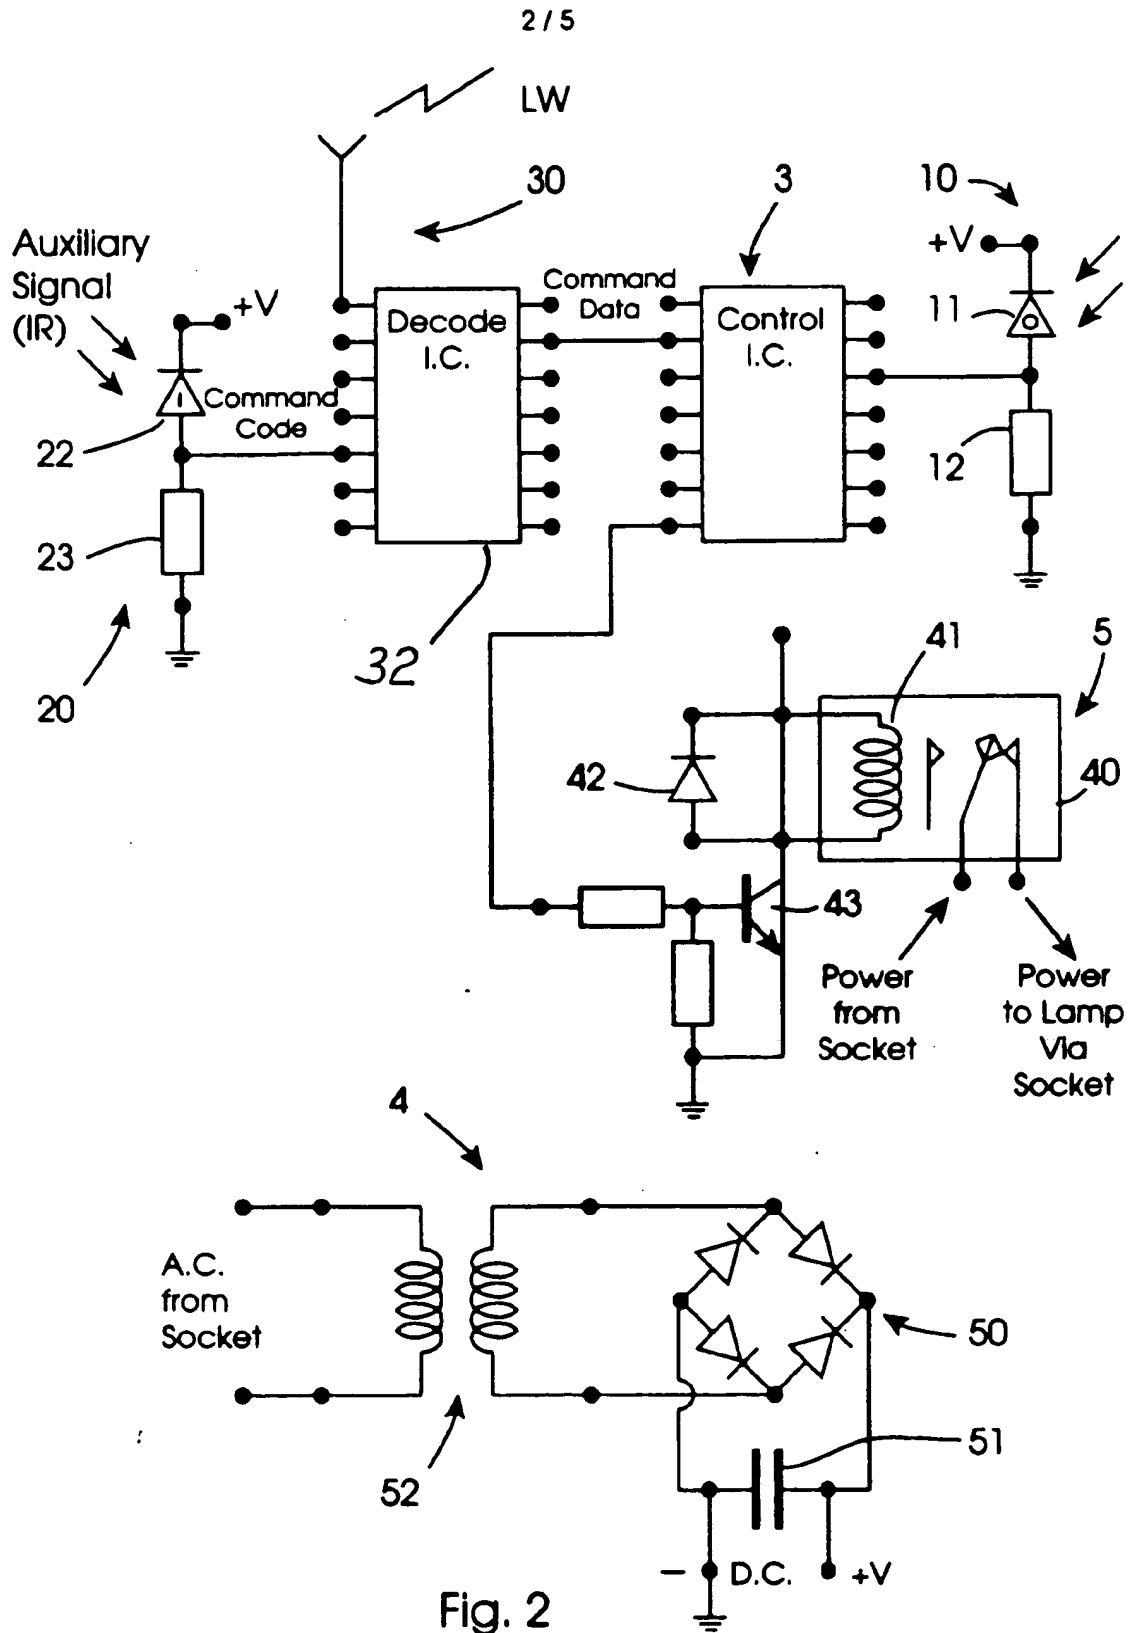 2 / 5
LW
30
3
10
Auxiliary
Signal
(IR)
+V
+V
Command
Data
Decode
I.C.
Control
I.C.
11
Command
Code
22
12
23
32
20
41
5
42
40
43
Power
from
Socket
Power
to Lamp
Via
Socket
4
A.C.
from
Socket
50
51
52
–
D.C.
+V
Fig. 2